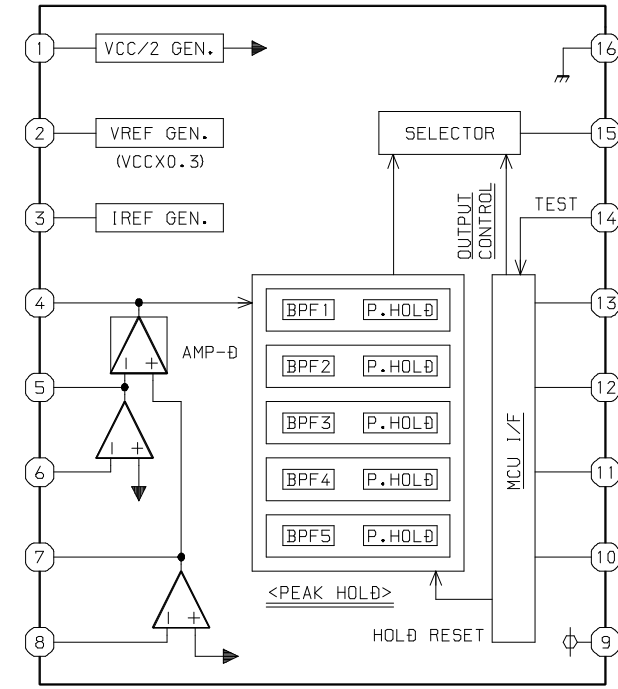 1
VCC/2 GEN.
16
2
VREF GEN.
(VCCX0.3)
SELECTOR
15
3
IREF GEN.
OUTPUT
CONTROL
TEST
14
4
BPF1 P.HOLD
13
AMP-D
- +
5
BPF2 P.HOLD
12
BPF3 P.HOLD
MCU I/F
- +
6
BPF4 P.HOLD
11
7
BPF5 P.HOLD
10
<PEAK HOLD>
- +
8
HOLD RESET
9